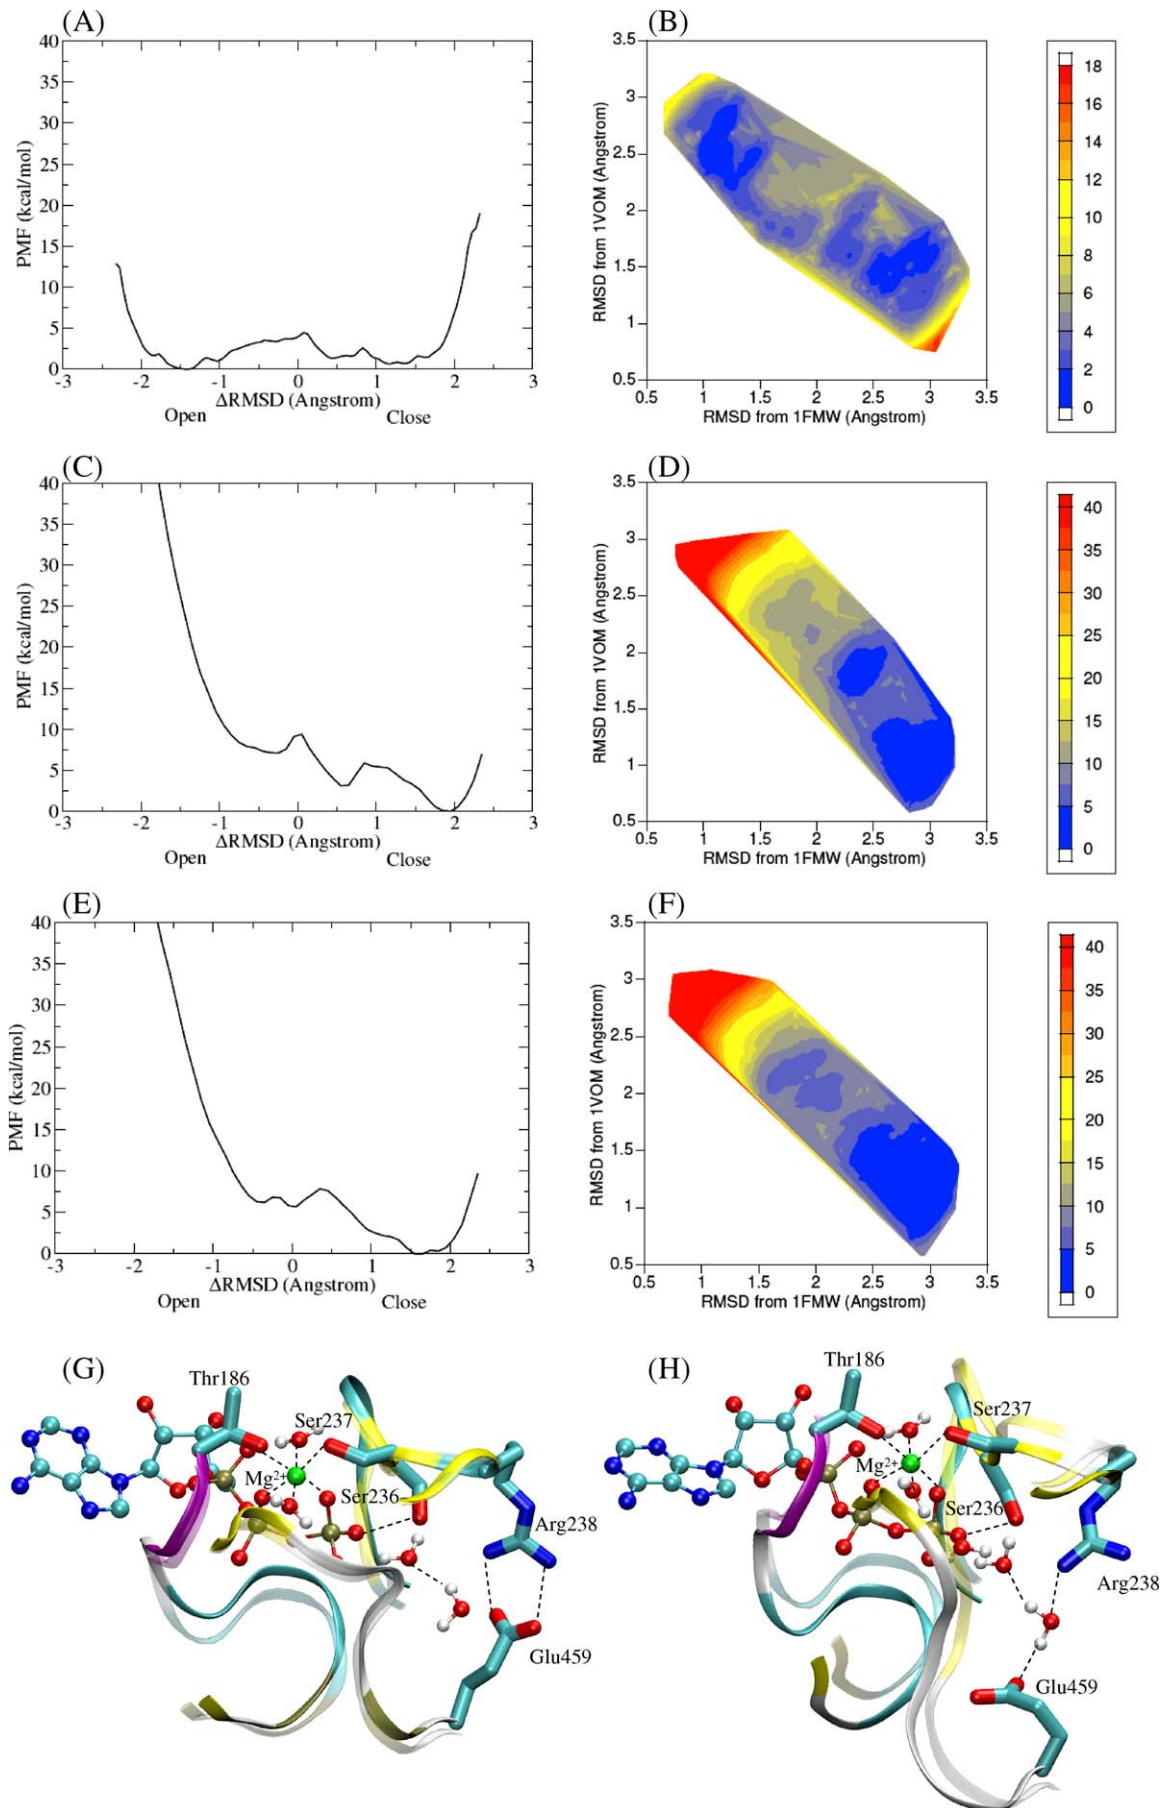 (A)
40
35
30
25
20
15
10
5
0
PMF (kcal/mol)
-3 -2 -1 0 1 2 3
ΔRMSD (Angstrom)
Open Close
(B)
3.5
3
2.5
2
1.5
1
0.5
RMSD from 1VOM (Angstrom)
0.5 1 1.5 2 2.5 3 3.5
RMSD from 1FMW (Angstrom)
18
16
14
12
10
8
6
4
2
0
(C)
40
35
30
25
20
15
10
5
0
PMF (kcal/mol)
-3 -2 -1 0 1 2 3
ΔRMSD (Angstrom)
Open Close
(D)
3.5
3
2.5
2
1.5
1
0.5
RMSD from 1VOM (Angstrom)
0.5 1 1.5 2 2.5 3 3.5
RMSD from 1FMW (Angstrom)
40
35
30
25
20
15
10
5
0
(E)
40
35
30
25
20
15
10
5
0
PMF (kcal/mol)
-3 -2 -1 0 1 2 3
ΔRMSD (Angstrom)
Open Close
(F)
3.5
3
2.5
2
1.5
1
0.5
RMSD from 1VOM (Angstrom)
0.5 1 1.5 2 2.5 3 3.5
RMSD from 1FMW (Angstrom)
40
35
30
25
20
15
10
5
0
(G)
Thr186
Ser237
Mg2+
Ser236
Arg238
Glu459
(H)
Thr186
Ser237
Mg2+
Ser236
Arg238
Glu459